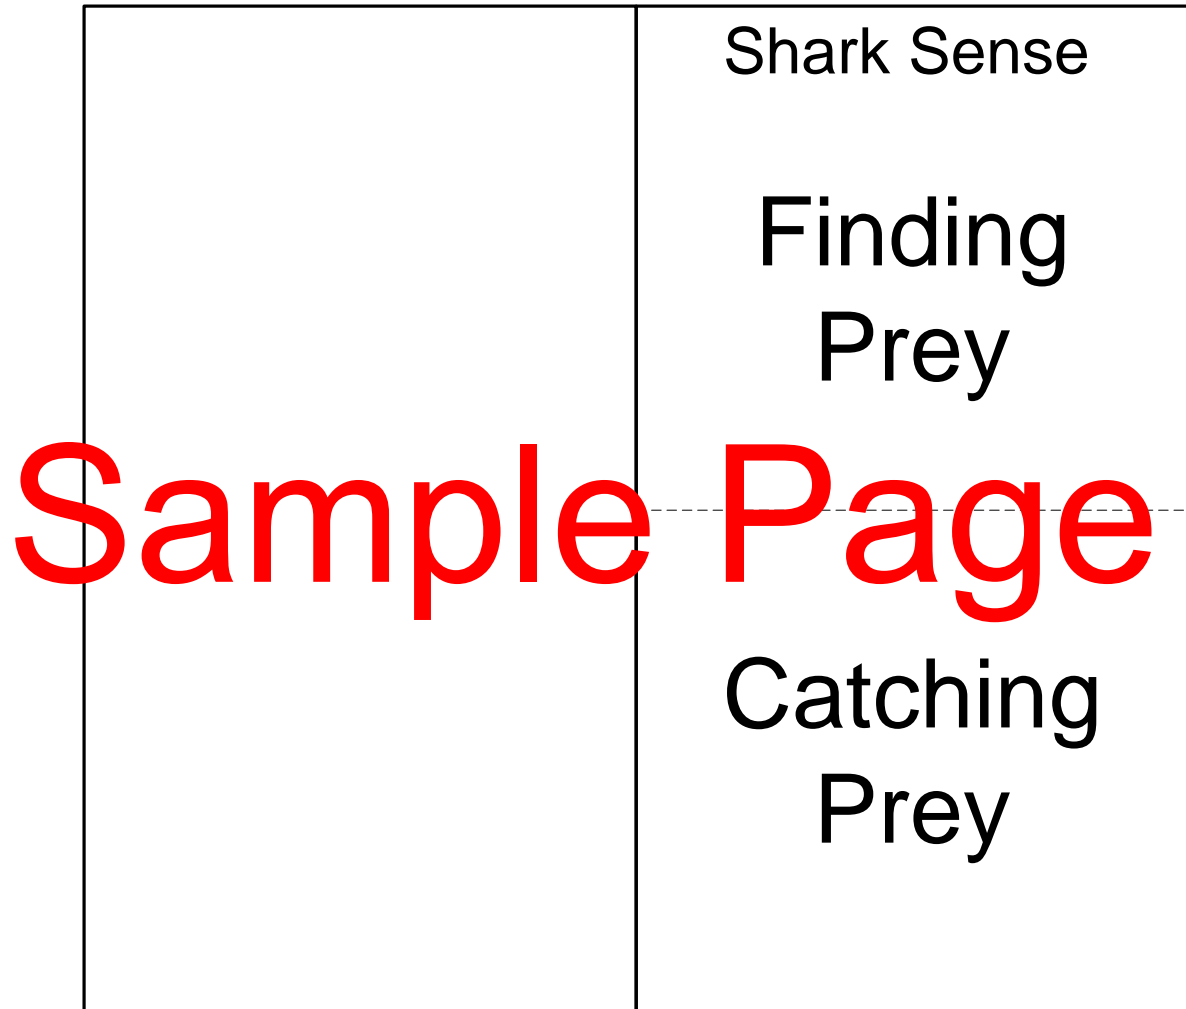 Shark Sense
Finding
Prey
Sample Page
Catching
Prey